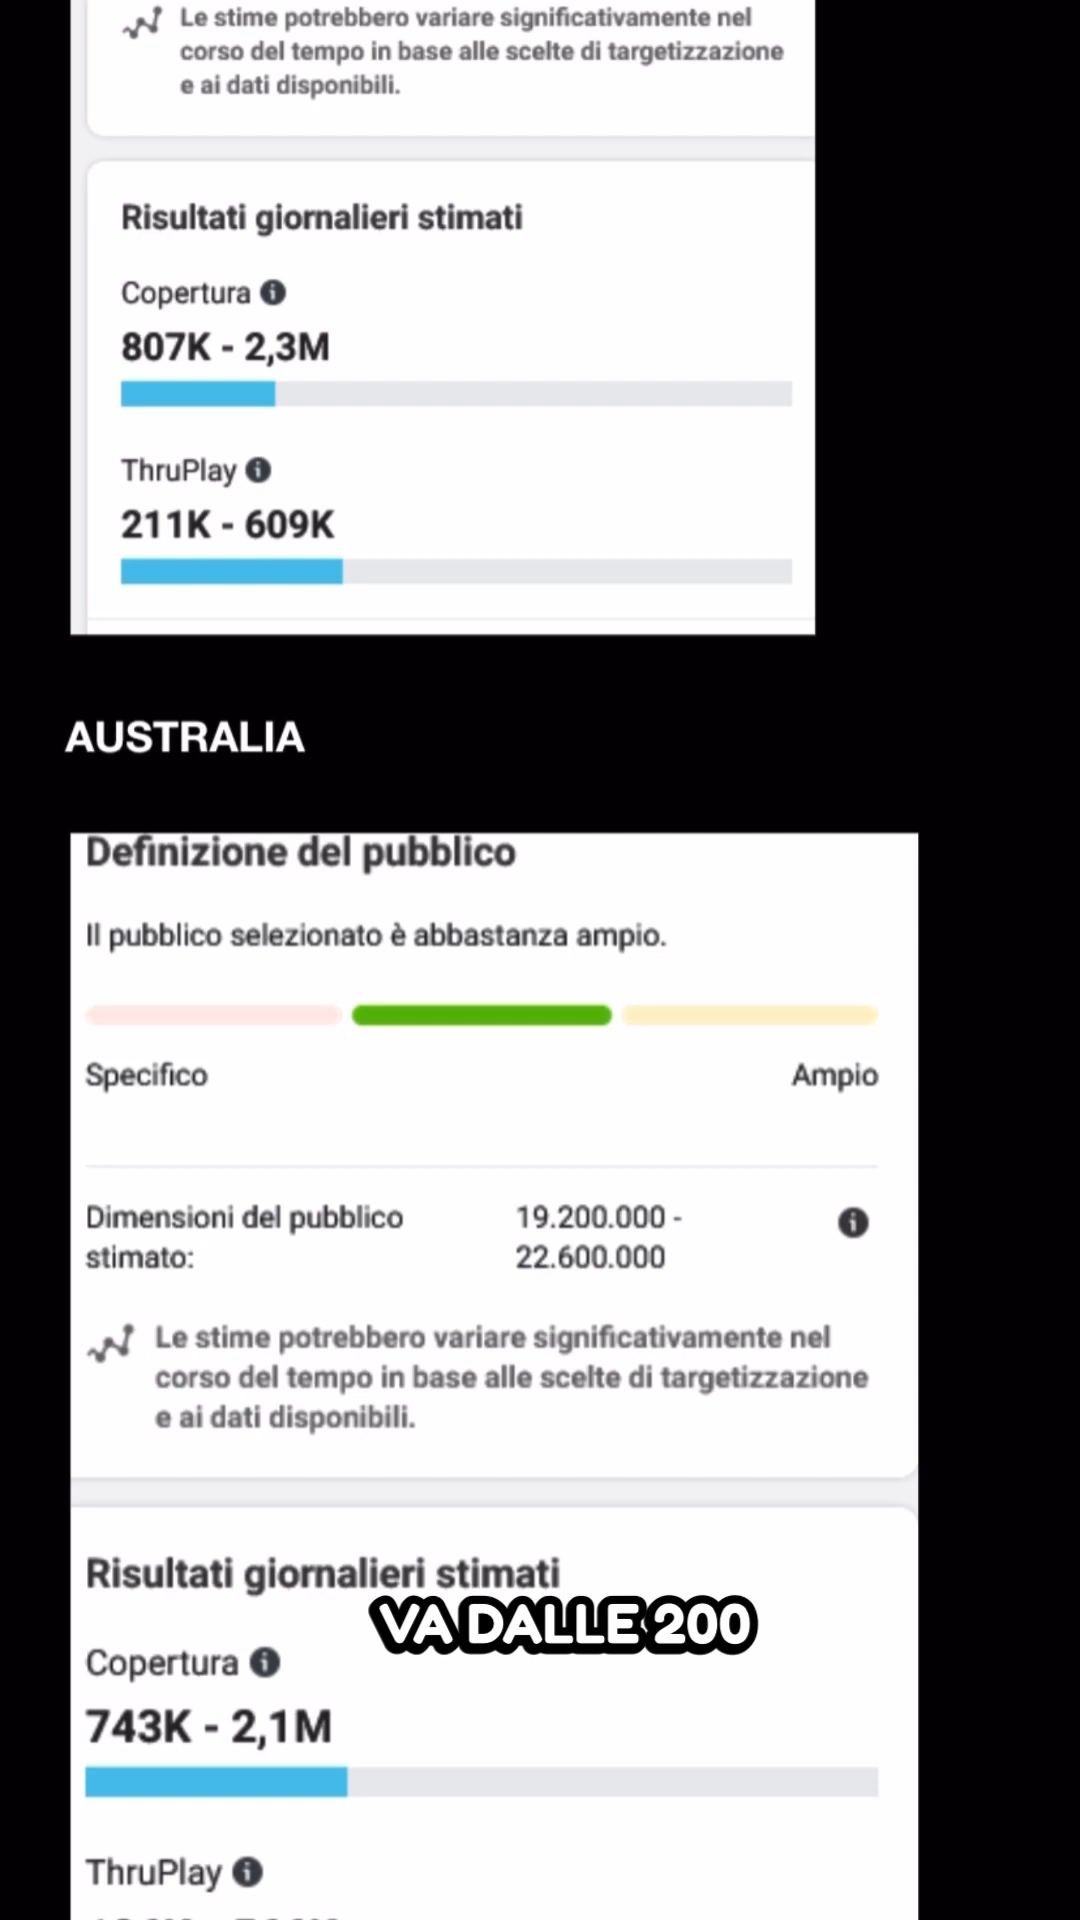 Le stime potrebbero variare significativamente nel
corso del tempo in base alle scelte di targetizzazione
e ai dati disponibili.
Risultati giornalieri stimati
Copertura
807K - 2,3M
ThruPlay
211K - 609K
AUSTRALIA
Definizione del pubblico
Il pubblico selezionato è abbastanza ampio.
Specifico Ampio
Dimensioni del pubblico 19.200.000 -
stimato: 22.600.000
Le stime potrebbero variare significativamente nel
corso del tempo in base alle scelte di targetizzazione
e ai dati disponibili.
Risultati giornalieri stimati
VA DALLE 200
Copertura
743K - 2,1M
ThruPlay